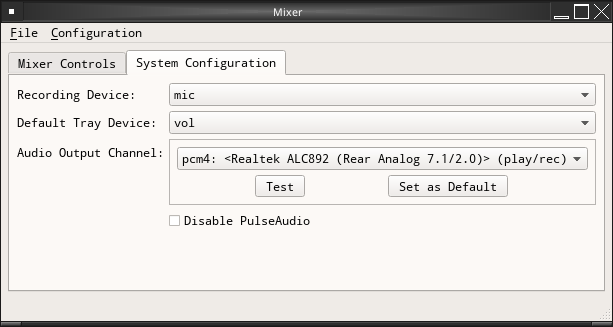 Mixer
File Configuration
Mixer Controls System Configuration
Recording Device: mic
Default Tray Device: vol
Audio Output Channel: pcm4: <Realtek ALC892 (Rear Analog 7.1/2.0)> (play/rec)
Test Set as Default
Disable PulseAudio